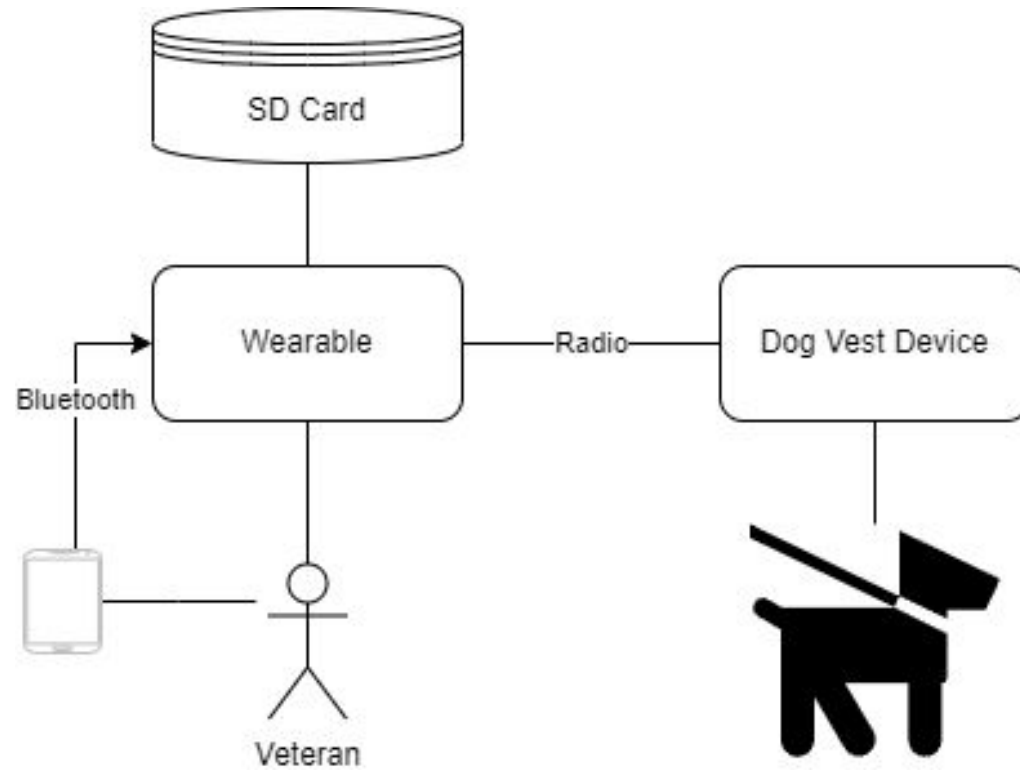 SD Card
Wearable
Radio
Dog Vest Device
Bluetooth
Veteran